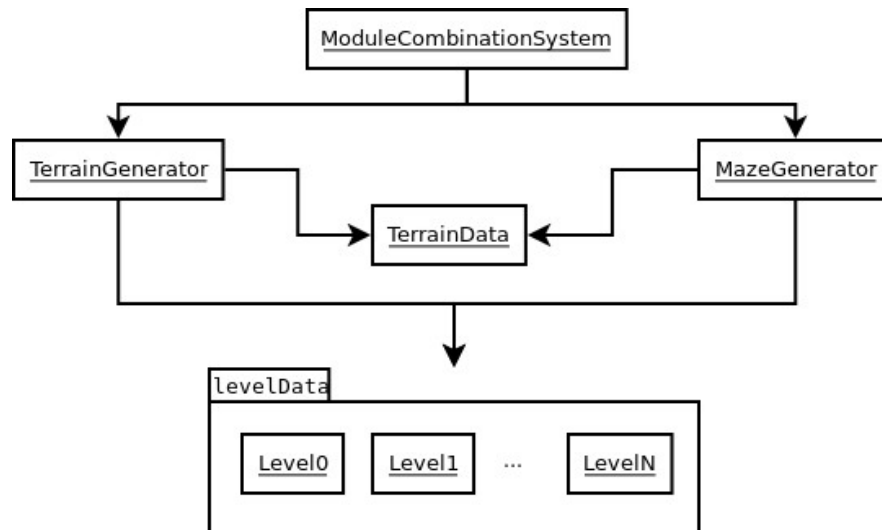 ModuleCombinationSystem
TerrainGenerator
MazeGenerator
TerrainData
levelData
Level0
Level1
...
LevelN